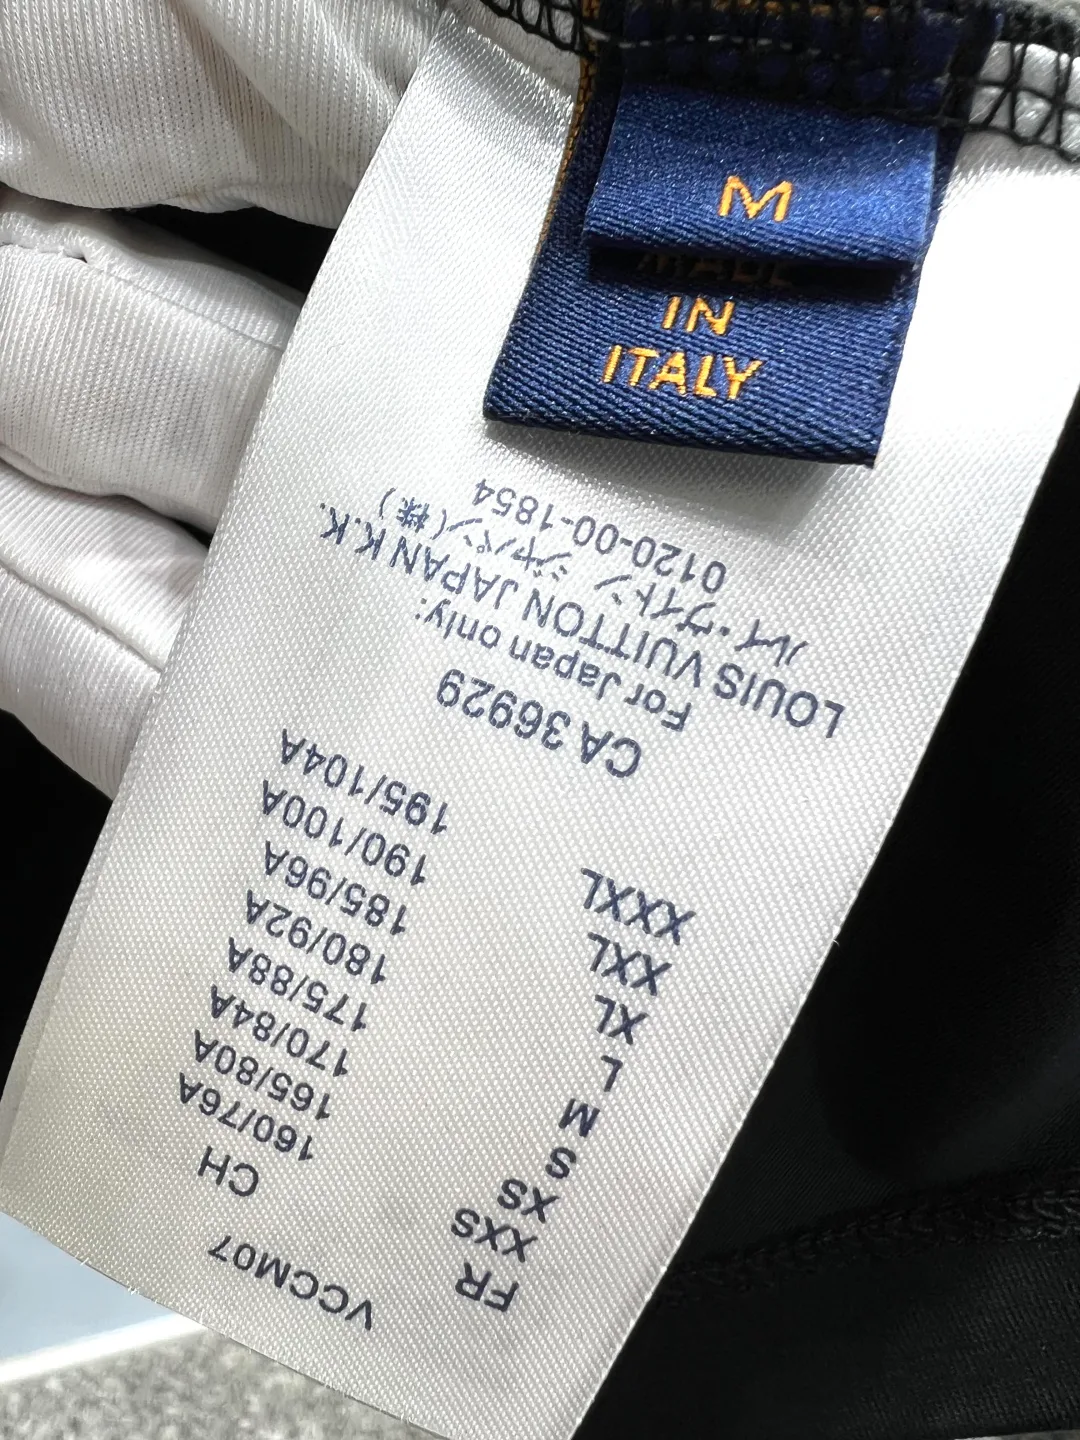 M
MADE
IN
ITALY
VCCM07
FR CH
XXS 160/76A
XS 165/80A
S 170/84A
M 175/88A
L 180/92A
XL 185/96A
XXL 190/100A
XXXL 195/104A
CA 36929
For Japan only:
LOUIS VUITTON JAPAN K.K.
ルイ・ヴイトン ジャパン(株)
0120-00-1854